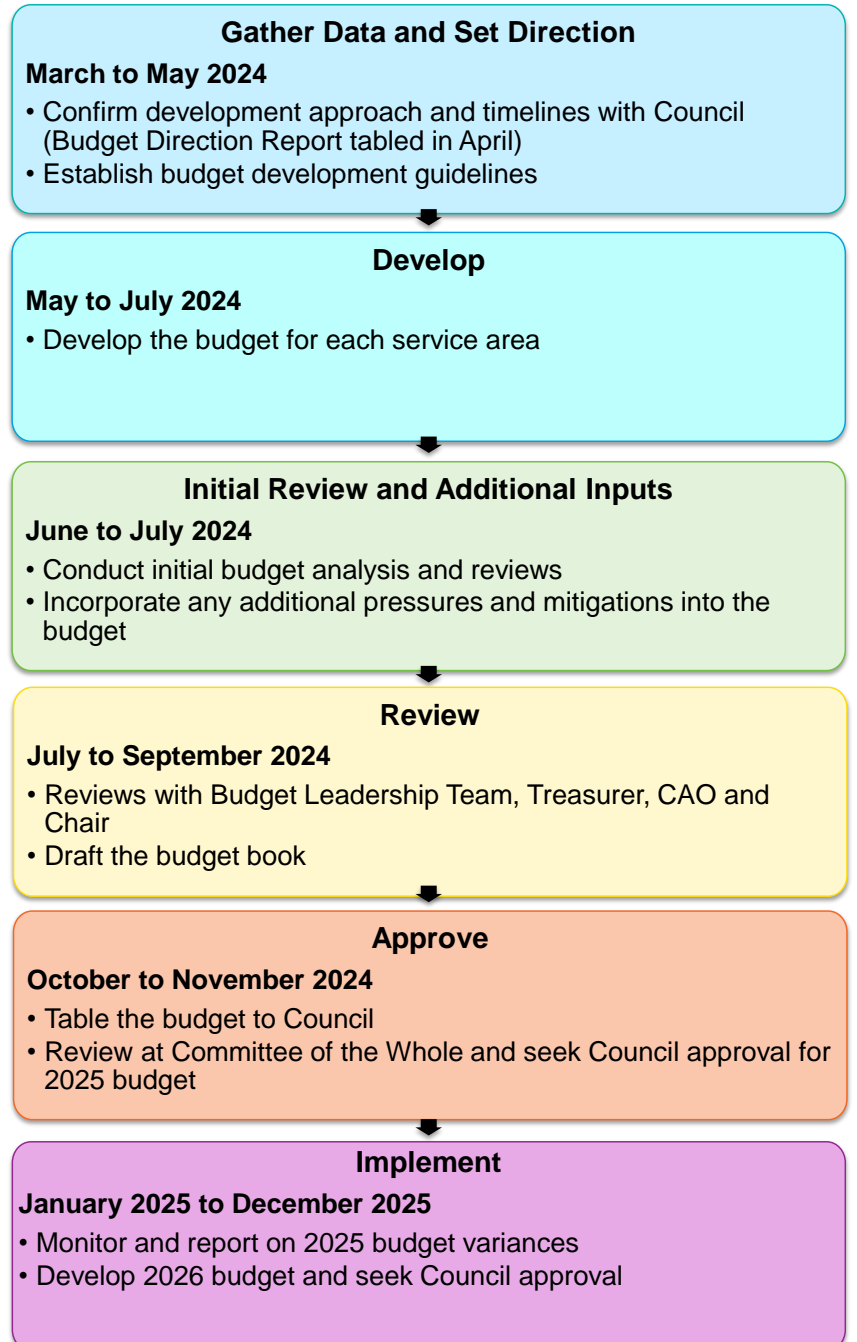 Gather Data and Set Direction
March to May 2024
• Confirm development approach and timelines with Council
(Budget Direction Report tabled in April)
• Establish budget development guidelines
Develop
May to July 2024
• Develop the budget for each service area
Initial Review and Additional Inputs
June to July 2024
• Conduct initial budget analysis and reviews
• Incorporate any additional pressures and mitigations into the
budget
Review
July to September 2024
• Reviews with Budget Leadership Team, Treasurer, CAO and
Chair
• Draft the budget book
Approve
October to November 2024
• Table the budget to Council
• Review at Committee of the Whole and seek Council approval for
2025 budget
Implement
January 2025 to December 2025
• Monitor and report on 2025 budget variances
• Develop 2026 budget and seek Council approval